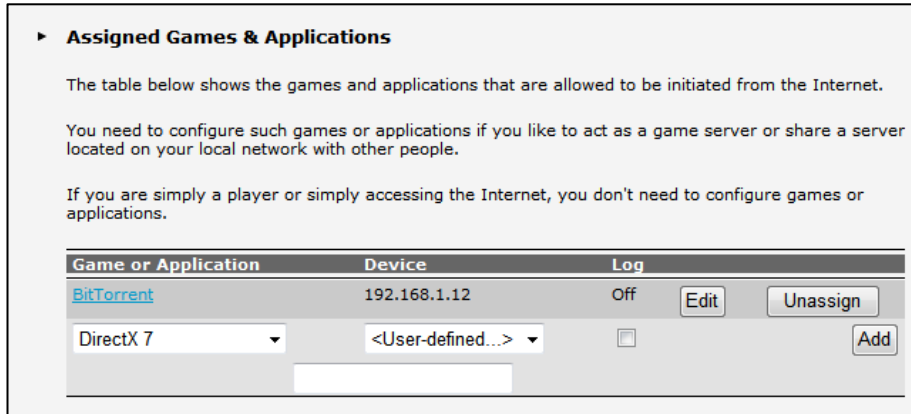 Assigned Games & Applications
The table below shows the games and applications that are allowed to be initiated from the Internet.
You need to configure such games or applications if you like to act as a game server or share a server
located on your local network with other people.
If you are simply a player or simply accessing the Internet, you don't need to configure games or
applications.
Game or Application Device Log
BitTorrent 192.168.1.12 Off Edit Unassign
DirectX 7 <User-defined...> Add